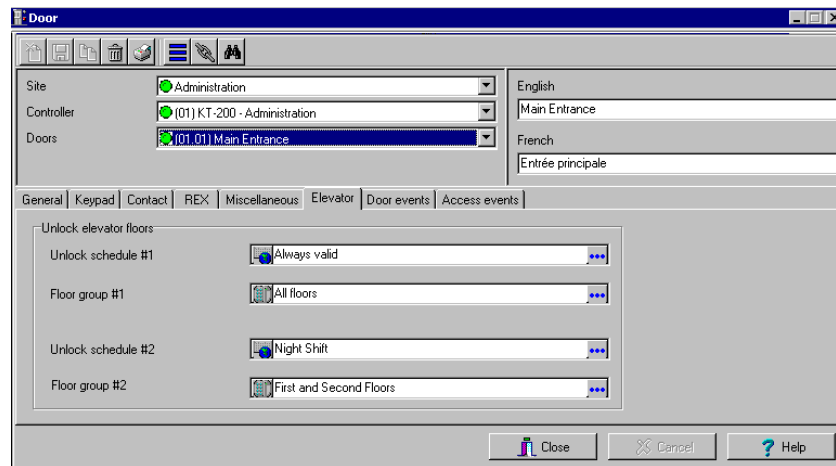 Door
Site
Administration
English
Controller
(01) KT-200 - Administration
Main Entrance
Doors
(01.01) Main Entrance
French
Entrée principale
General Keypad Contact REX Miscellaneous Elevator Door events Access events
Unlock elevator floors
Unlock schedule #1
Always valid
Floor group #1
All floors
Unlock schedule #2
Night Shift
Floor group #2
First and Second Floors
Close
Cancel
Help